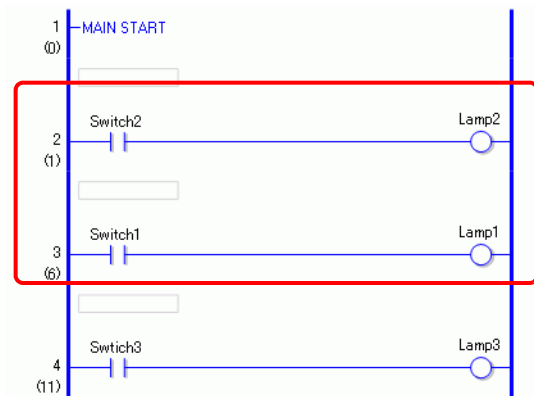 1 MAIN START
(0)
Switch2 Lamp2
2
(1)
Switch1 Lamp1
3
(6)
Swtich3 Lamp3
4
(11)